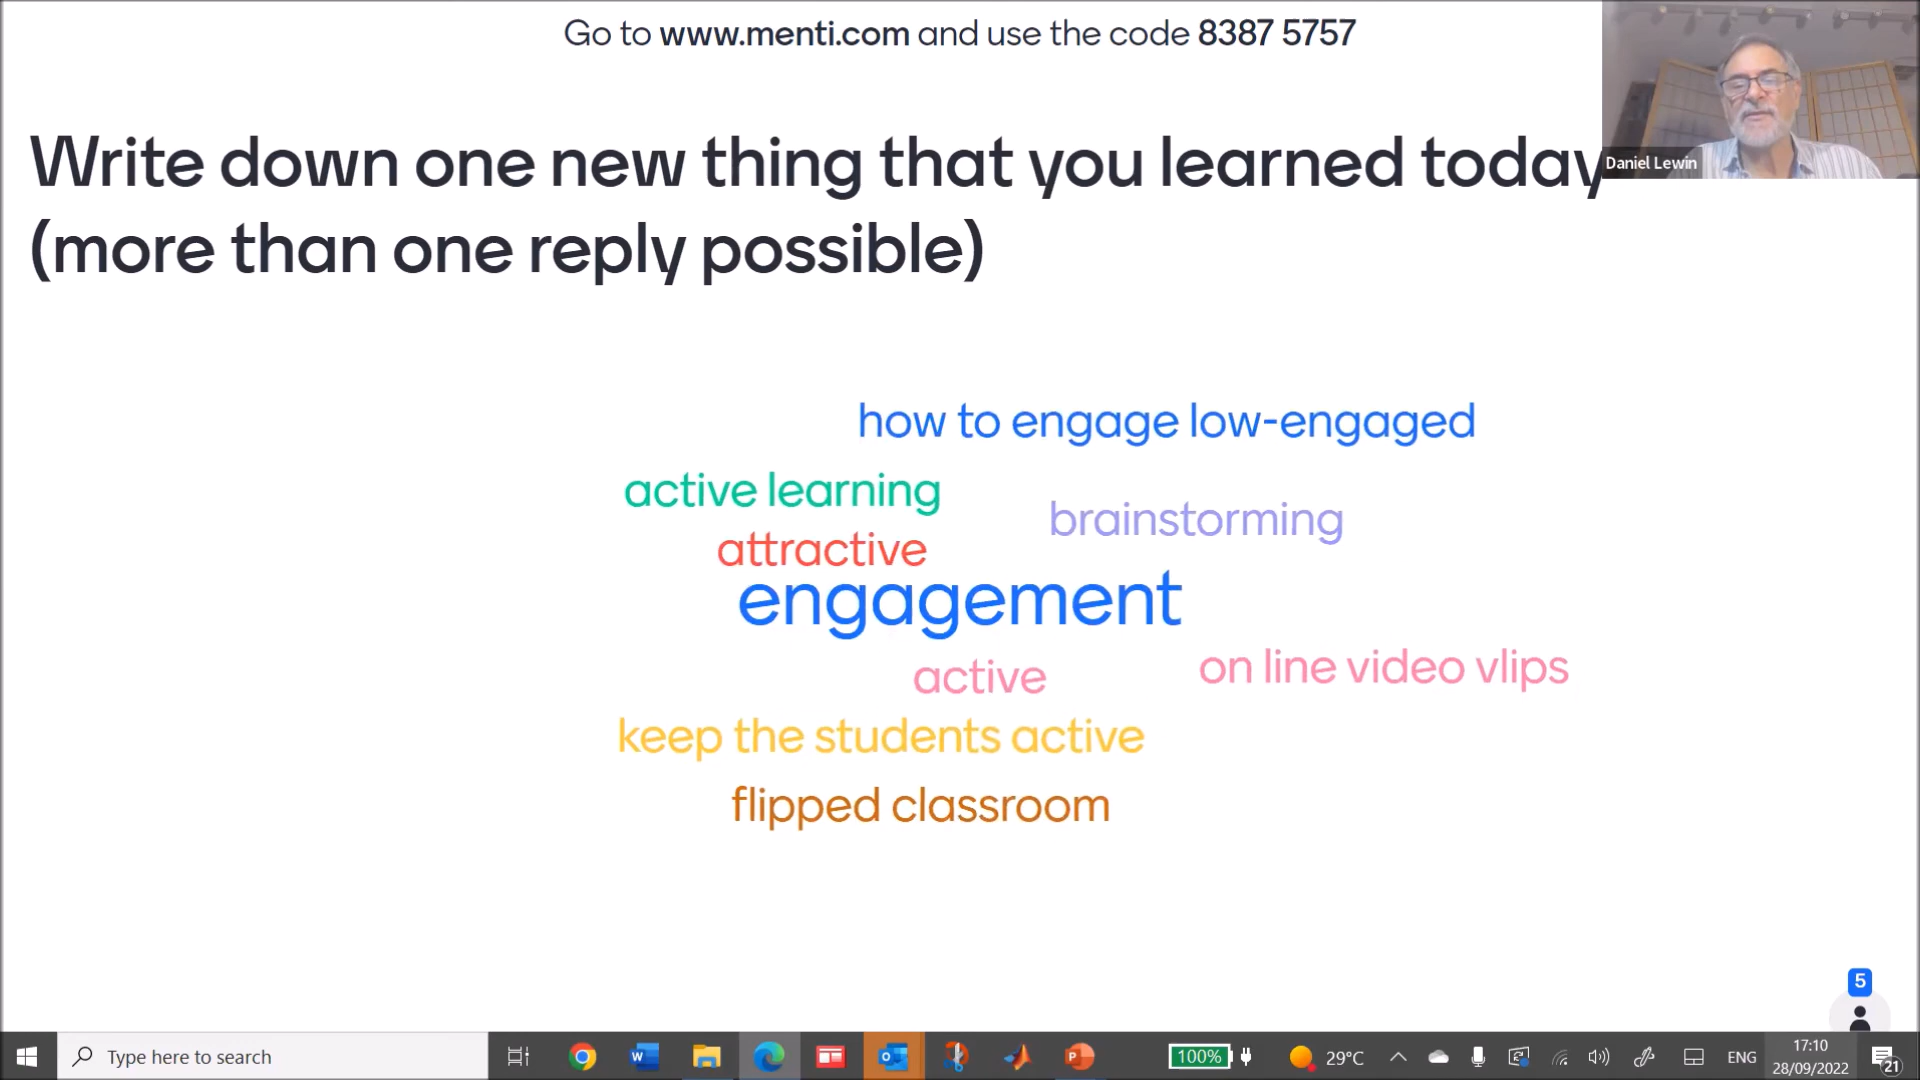 Go to www.menti.com and use the code 8387 5757
Write down one new thing that you learned today
(more than one reply possible)
Daniel Lewin
how to engage low-engaged
active learning
brainstorming
attractive
engagement
active
on line video vlips
keep the students active
flipped classroom
5
Type here to search
100%
29°C
ENG
17:10
28/09/2022
21